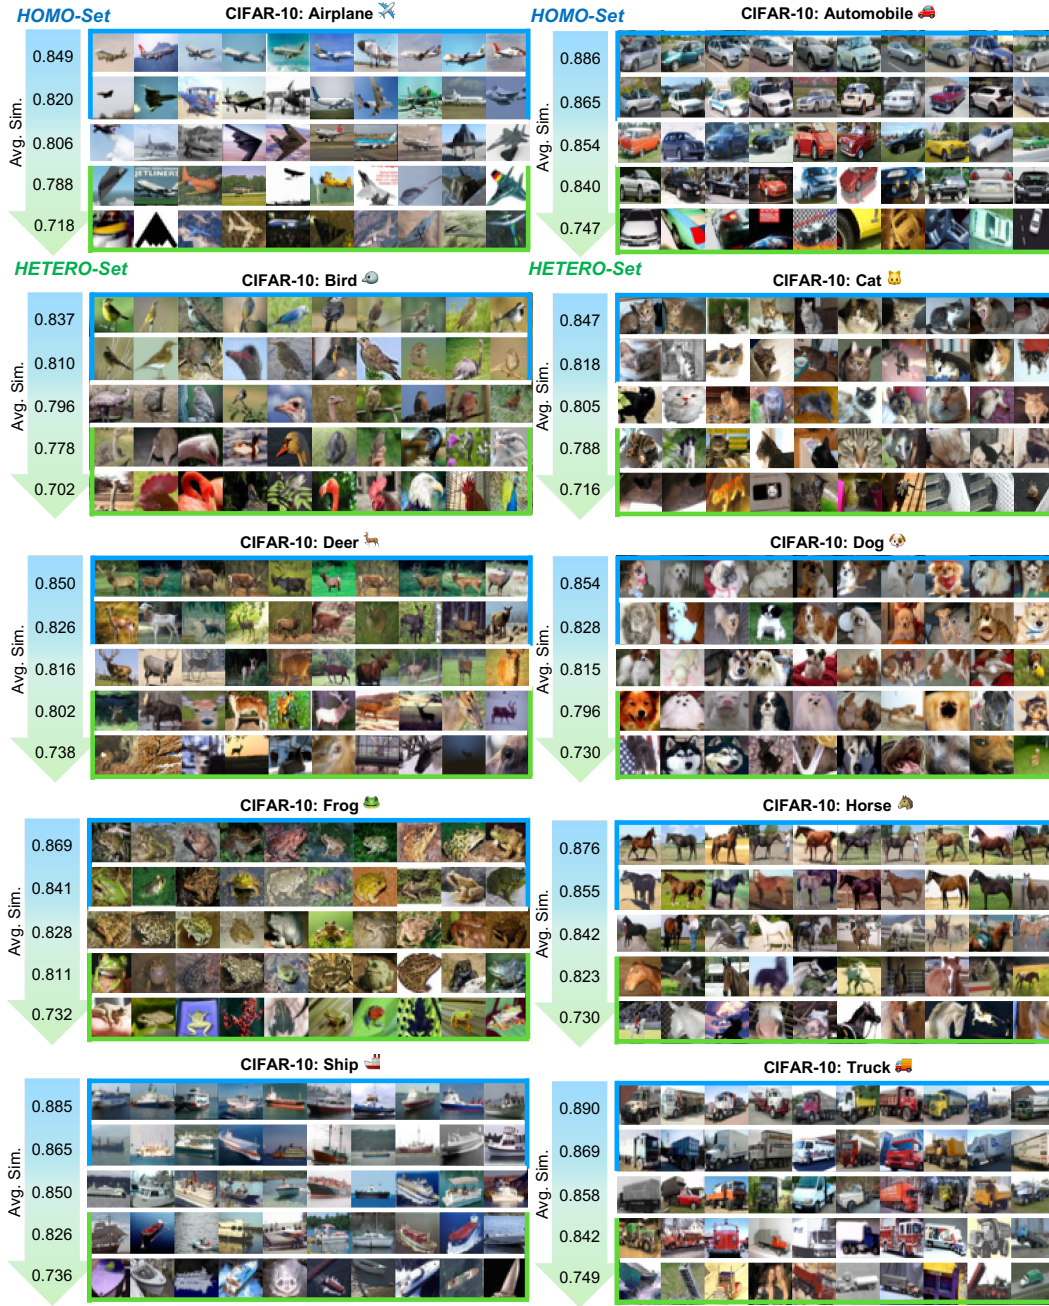 HOMO-Set
CIFAR-10: Airplane
Avg. Sim.
0.849
0.820
0.806
0.788
0.718
JETLINERS
HOMO-Set
CIFAR-10: Automobile
Avg. Sim.
0.886
0.865
0.854
0.840
0.747
HETERO-Set
CIFAR-10: Bird
Avg. Sim.
0.837
0.810
0.796
0.778
0.702
HETERO-Set
CIFAR-10: Cat
Avg. Sim.
0.847
0.818
0.805
0.788
0.716
CIFAR-10: Deer
Avg. Sim.
0.850
0.826
0.816
0.802
0.738
CIFAR-10: Dog
Avg. Sim.
0.854
0.828
0.815
0.796
0.730
CIFAR-10: Frog
Avg. Sim.
0.869
0.841
0.828
0.811
0.732
CIFAR-10: Horse
Avg. Sim.
0.876
0.855
0.842
0.823
0.730
CIFAR-10: Ship
Avg. Sim.
0.885
0.865
0.850
0.826
0.736
CIFAR-10: Truck
Avg. Sim.
0.890
0.869
0.858
0.842
0.749